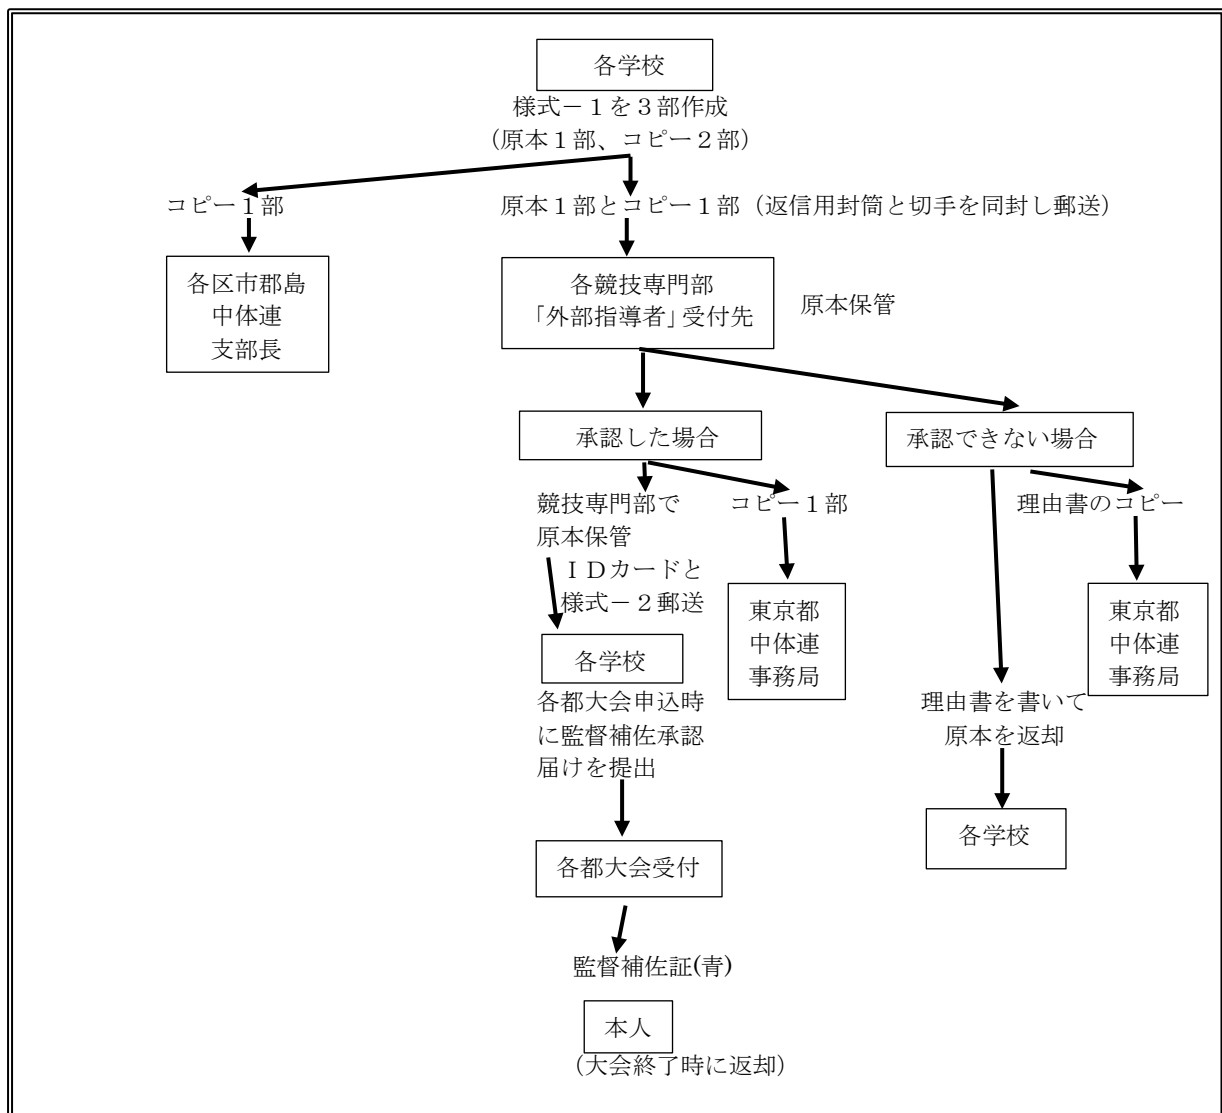 各学校
様式－１を３部作成
（原本１部、コピー２部）
コピー１部
原本１部とコピー１部（返信用封筒と切手を同封し郵送）
各区市郡島
中体連
支部長
各競技専門部
「外部指導者」受付先
原本保管
承認した場合
承認できない場合
競技専門部で
原本保管
コピー１部
理由書のコピー
ＩＤカードと
様式－２郵送
東京都
中体連
事務局
東京都
中体連
事務局
各学校
各都大会申込時
に監督補佐承認
届けを提出
理由書を書いて
原本を返却
各学校
各都大会受付
監督補佐証(青)
本人
（大会終了時に返却）